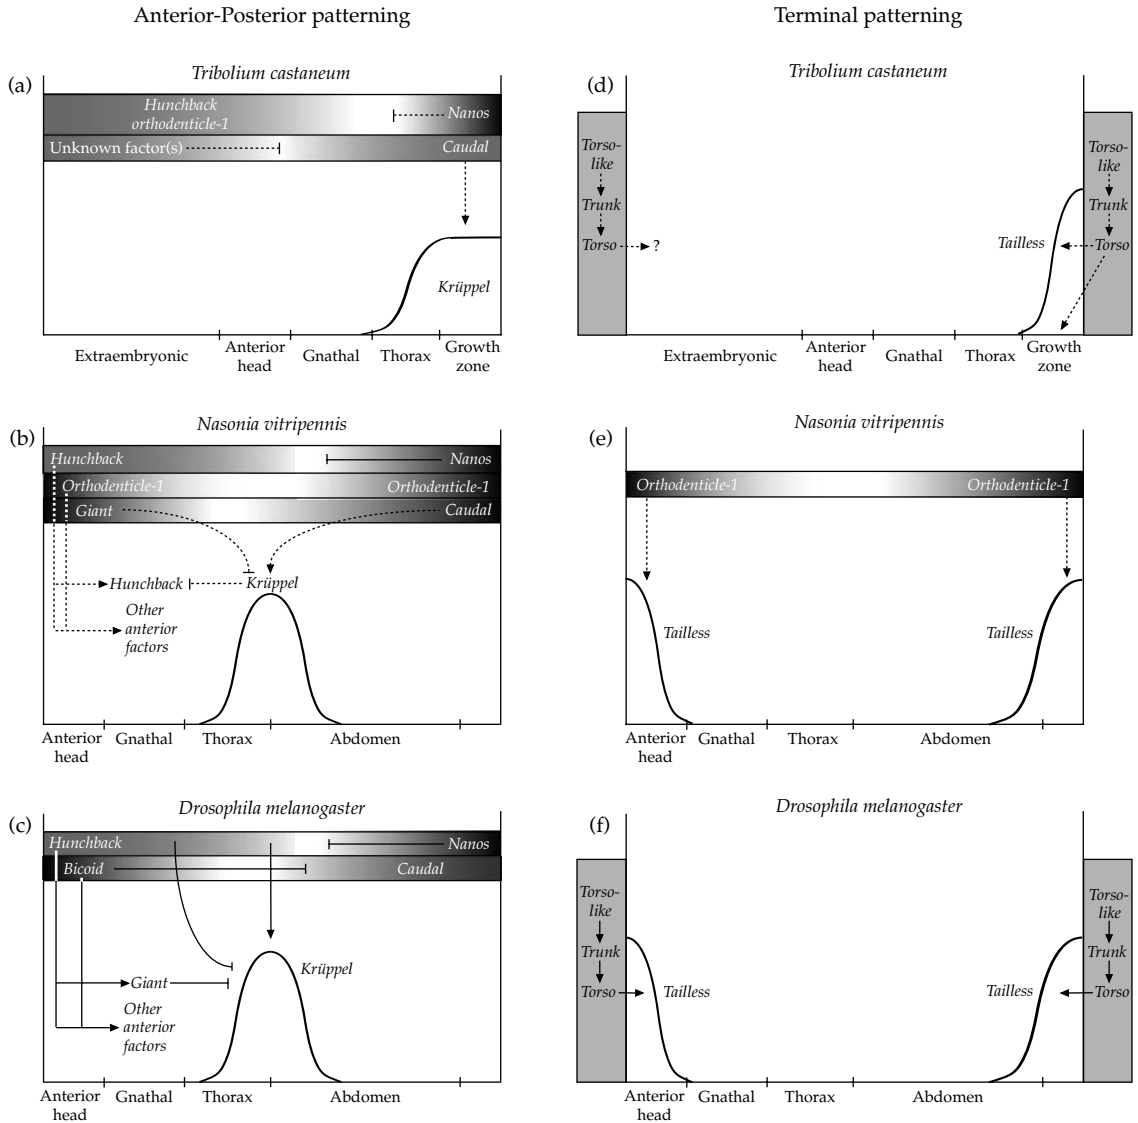 Anterior-Posterior patterning
Terminal patterning
(a)
Tribolium castaneum
Hunchback
orthodenticle-1
Nanos
Unknown factor(s)
Caudal
Krüppel
Extraembryonic
Anterior
head
Gnathal
Thorax
Growth
zone
(d)
Tribolium castaneum
Torso-
like
Trunk
Torso
?
Tailless
Torso-
like
Trunk
Torso
Extraembryonic
Anterior
head
Gnathal
Thorax
Growth
zone
(b)
Nasonia vitripennis
Hunchback
Nanos
Orthodenticle-1
Orthodenticle-1
Giant
Caudal
Hunchback
Krüppel
Other
anterior
factors
Anterior
head
Gnathal
Thorax
Abdomen
(e)
Nasonia vitripennis
Orthodenticle-1
Orthodenticle-1
Tailless
Tailless
Anterior
head
Gnathal
Thorax
Abdomen
(c)
Drosophila melanogaster
Hunchback
Nanos
Bicoid
Caudal
Krüppel
Giant
Other
anterior
factors
Anterior
head
Gnathal
Thorax
Abdomen
(f)
Drosophila melanogaster
Torso-
like
Trunk
Torso
Tailless
Tailless
Torso-
like
Trunk
Torso
Anterior
head
Gnathal
Thorax
Abdomen